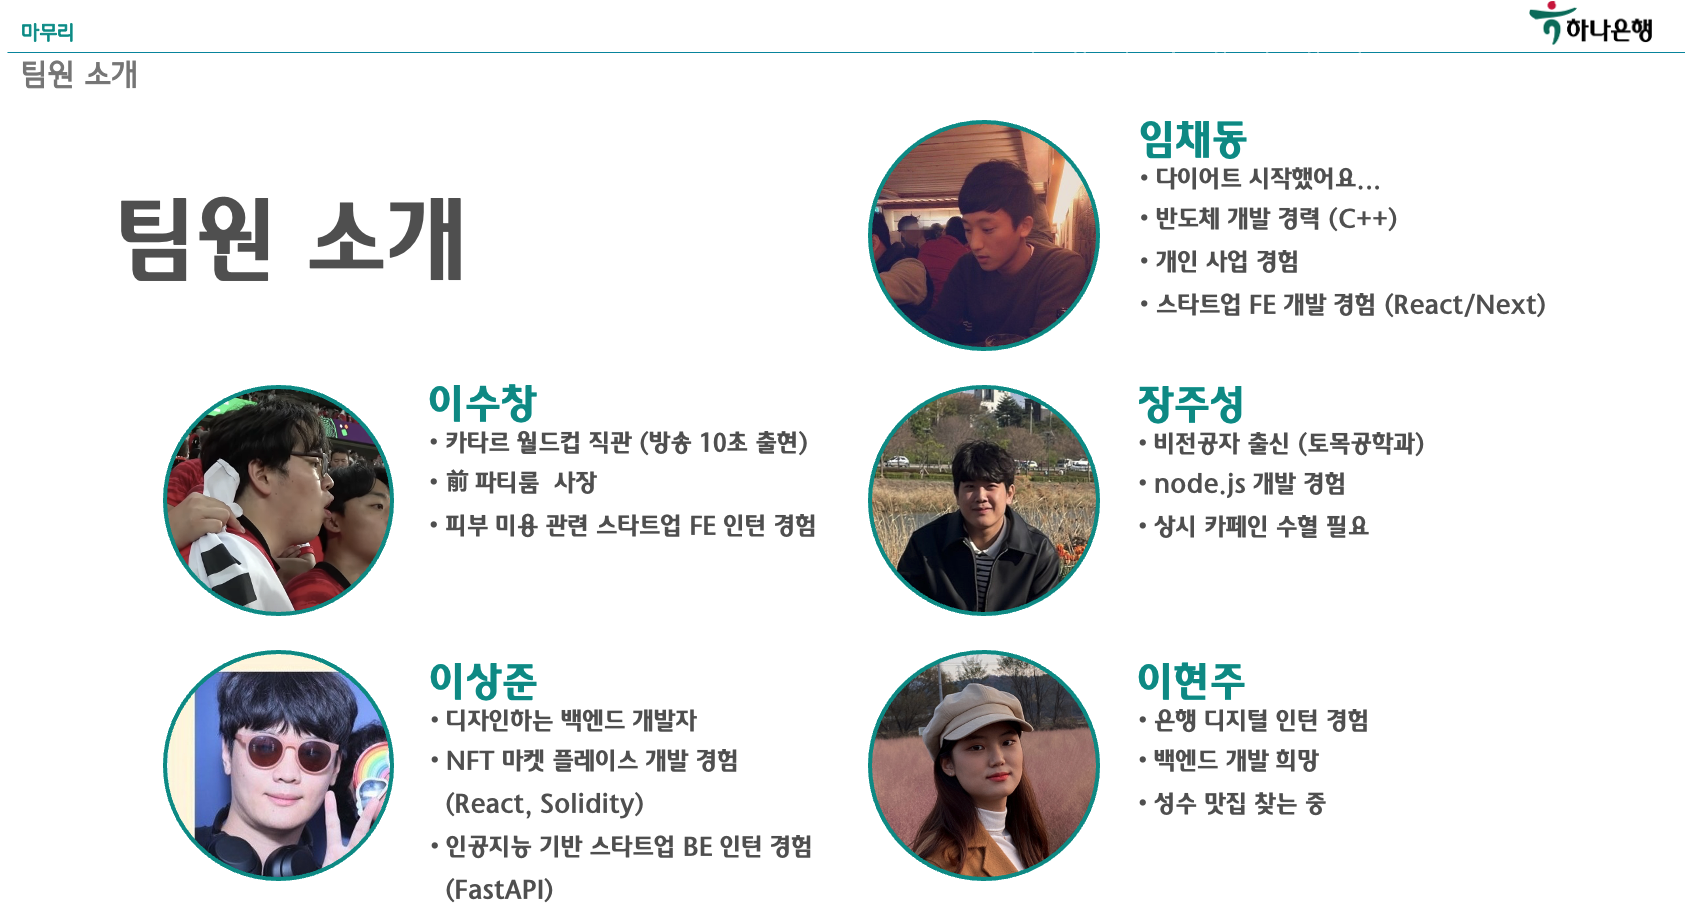 마무리
하나은행
팀원 소개
팀원 소개
임채동
• 다이어트 시작했어요...
• 반도체 개발 경력 (C++)
• 개인 사업 경험
• 스타트업 FE 개발 경험 (React/Next)
이수창
• 카타르 월드컵 직관 (방송 10초 출현)
• 前 파티룸 사장
• 피부 미용 관련 스타트업 FE 인턴 경험
장주성
• 비전공자 출신 (토목공학과)
• node.js 개발 경험
• 상시 카페인 수혈 필요
이상준
• 디자인하는 백엔드 개발자
• NFT 마켓 플레이스 개발 경험
(React, Solidity)
• 인공지능 기반 스타트업 BE 인턴 경험
(FastAPI)
이현주
• 은행 디지털 인턴 경험
• 백엔드 개발 희망
• 성수 맛집 찾는 중